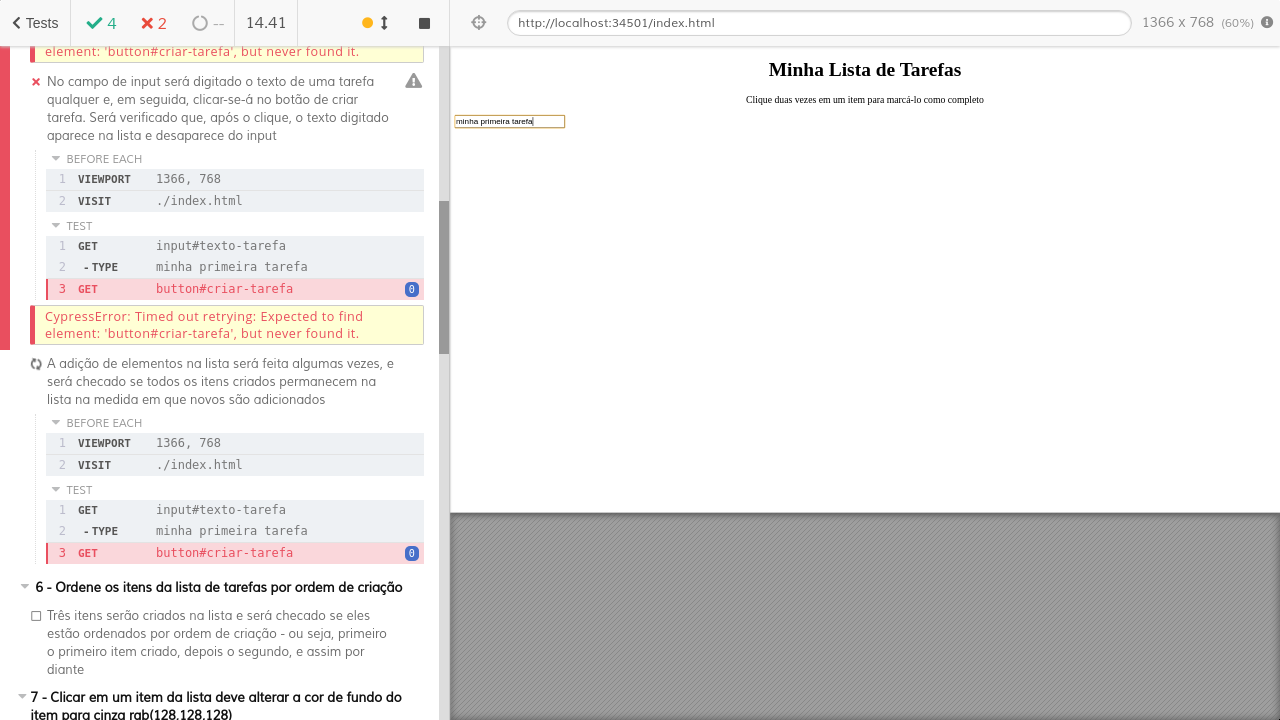 Tests 4 2 -- 14.41
http://localhost:34501/index.html 1366 x 768 (60%)
element: 'button#criar-tarefa', but never found it.
No campo de input será digitado o texto de uma tarefa
qualquer e, em seguida, clicar-se-á no botão de criar
tarefa. Será verificado que, após o clique, o texto digitado
aparece na lista e desaparece do input
BEFORE EACH
1 VIEWPORT 1366, 768
2 VISIT ./index.html
TEST
1 GET input#texto-tarefa
2 -TYPE minha primeira tarefa
3 GET button#criar-tarefa 0
CypressError: Timed out retrying: Expected to find
element: 'button#criar-tarefa', but never found it.
A adição de elementos na lista será feita algumas vezes, e
será checado se todos os itens criados permanecem na
lista na medida em que novos são adicionados
BEFORE EACH
1 VIEWPORT 1366, 768
2 VISIT ./index.html
TEST
1 GET input#texto-tarefa
2 -TYPE minha primeira tarefa
3 GET button#criar-tarefa 0
6 - Ordene os itens da lista de tarefas por ordem de criação
Três itens serão criados na lista e será checado se eles
estão ordenados por ordem de criação - ou seja, primeiro
o primeiro item criado, depois o segundo, e assim por
diante
7 - Clicar em um item da lista deve alterar a cor de fundo do
item para cinza rgb(128,128,128)
Minha Lista de Tarefas
Clique duas vezes em um item para marcá-lo como completo
minha primeira tarefa